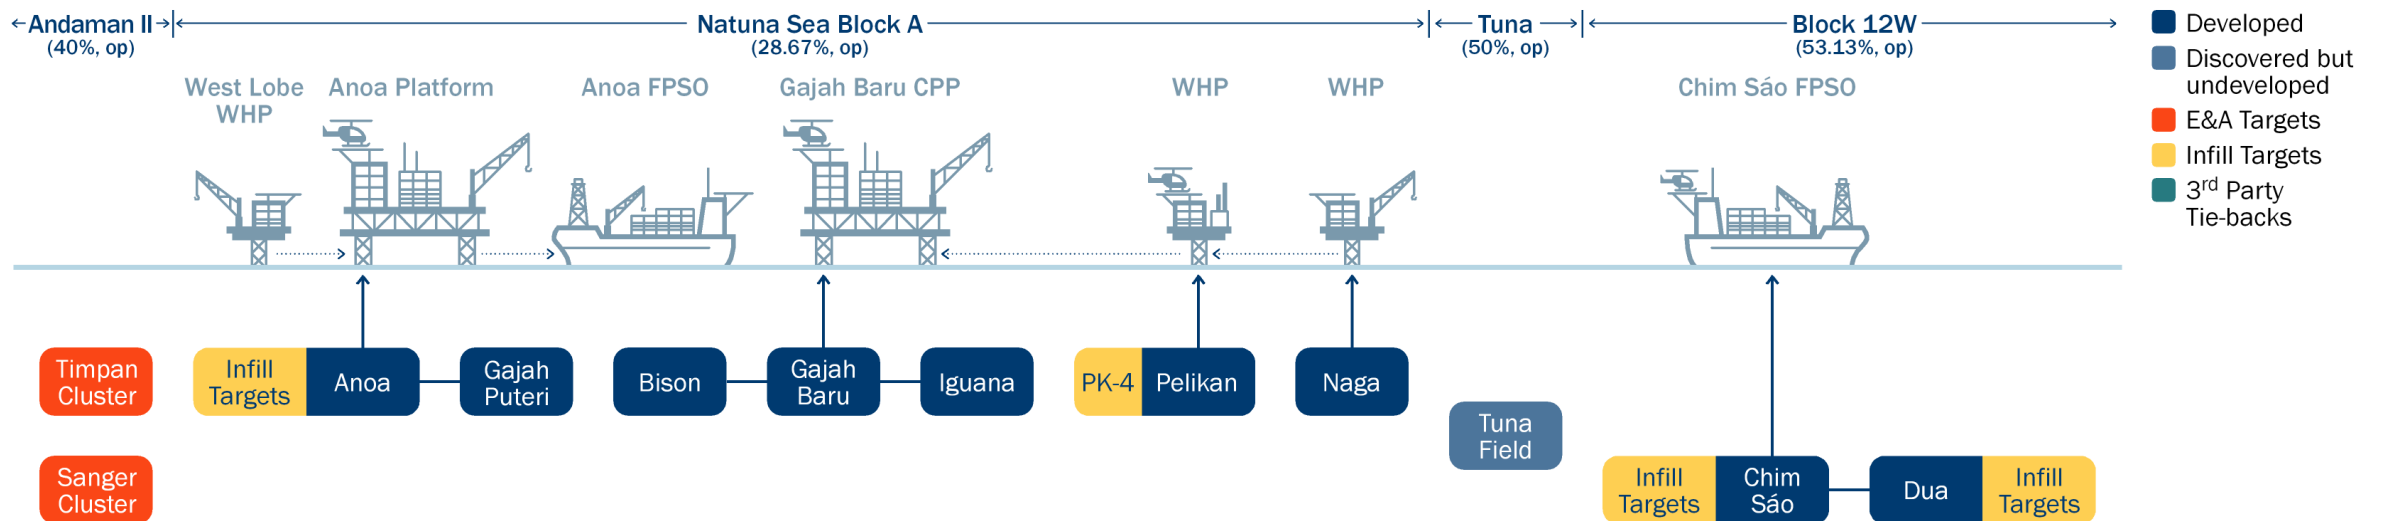 Andaman II
(40%, op)
Natuna Sea Block A
(28.67%, op)
Tuna
(50%, op)
Block 12W
(53.13%, op)
West Lobe
WHP
Anoa Platform
Anoa FPSO
Gajah Baru CPP
WHP
WHP
Chim Sáo FPSO
Developed
Discovered but
undeveloped
E&A Targets
Infill Targets
3rd Party
Tie-backs
Timpan
Cluster
Infill
Targets
Anoa
Gajah
Puteri
Bison
Gajah
Baru
Iguana
PK-4
Pelikan
Naga
Tuna
Field
Sanger
Cluster
Infill
Targets
Chim
Sáo
Dua
Infill
Targets